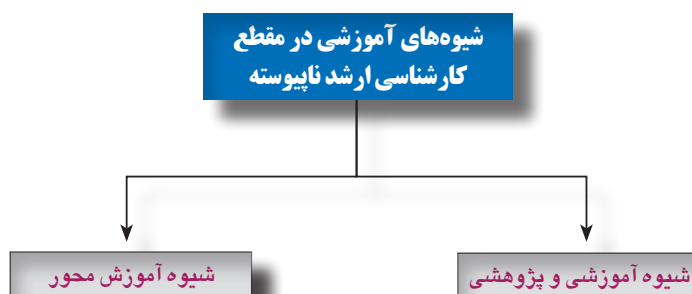 شیوه‌های آموزشی در مقطع
کارشناسی ارشد ناپیوسته
شیوه آموزشی و پژوهشی
شیوه آموزش محور